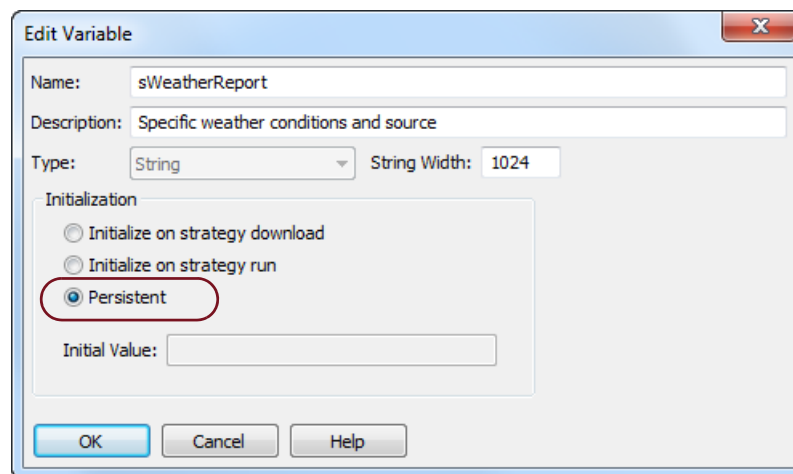 Edit Variable
Name: sWeatherReport
Description: Specific weather conditions and source
Type: String String Width: 1024
Initialization
Initialize on strategy download
Initialize on strategy run
Persistent
Initial Value:
OK Cancel Help